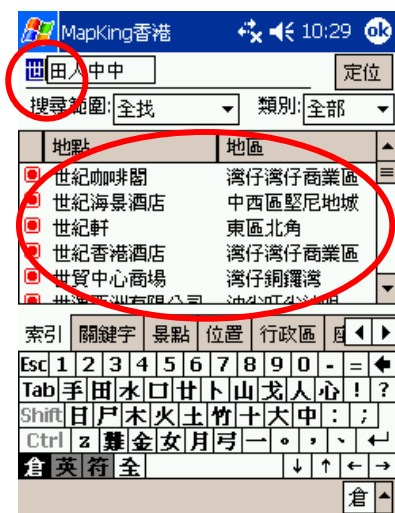 MapKing香港 10:29 ok
世田人中中 定位
搜尋範圍: 全找 類別: 全部
地點 地區
世紀咖啡閣 灣仔灣仔商業區
世紀海景酒店 中西區堅尼地城
世紀軒 東區北角
世紀香港酒店 灣仔灣仔商業區
世貿中心商場 灣仔銅鑼灣
索引 關鍵字 景點 位置 行政區
Esc 1 2 3 4 5 6 7 8 9 0 - =
Tab 手 田 水 口 廿 卜 山 戈 人 心 ! ?
Shift 日 尸 木 火 土 竹 十 大 中 : ;
Ctrl z 難 金 女 月 弓 一 。 , 、
倉 英 符 全 ↓ ↑ ← →
倉